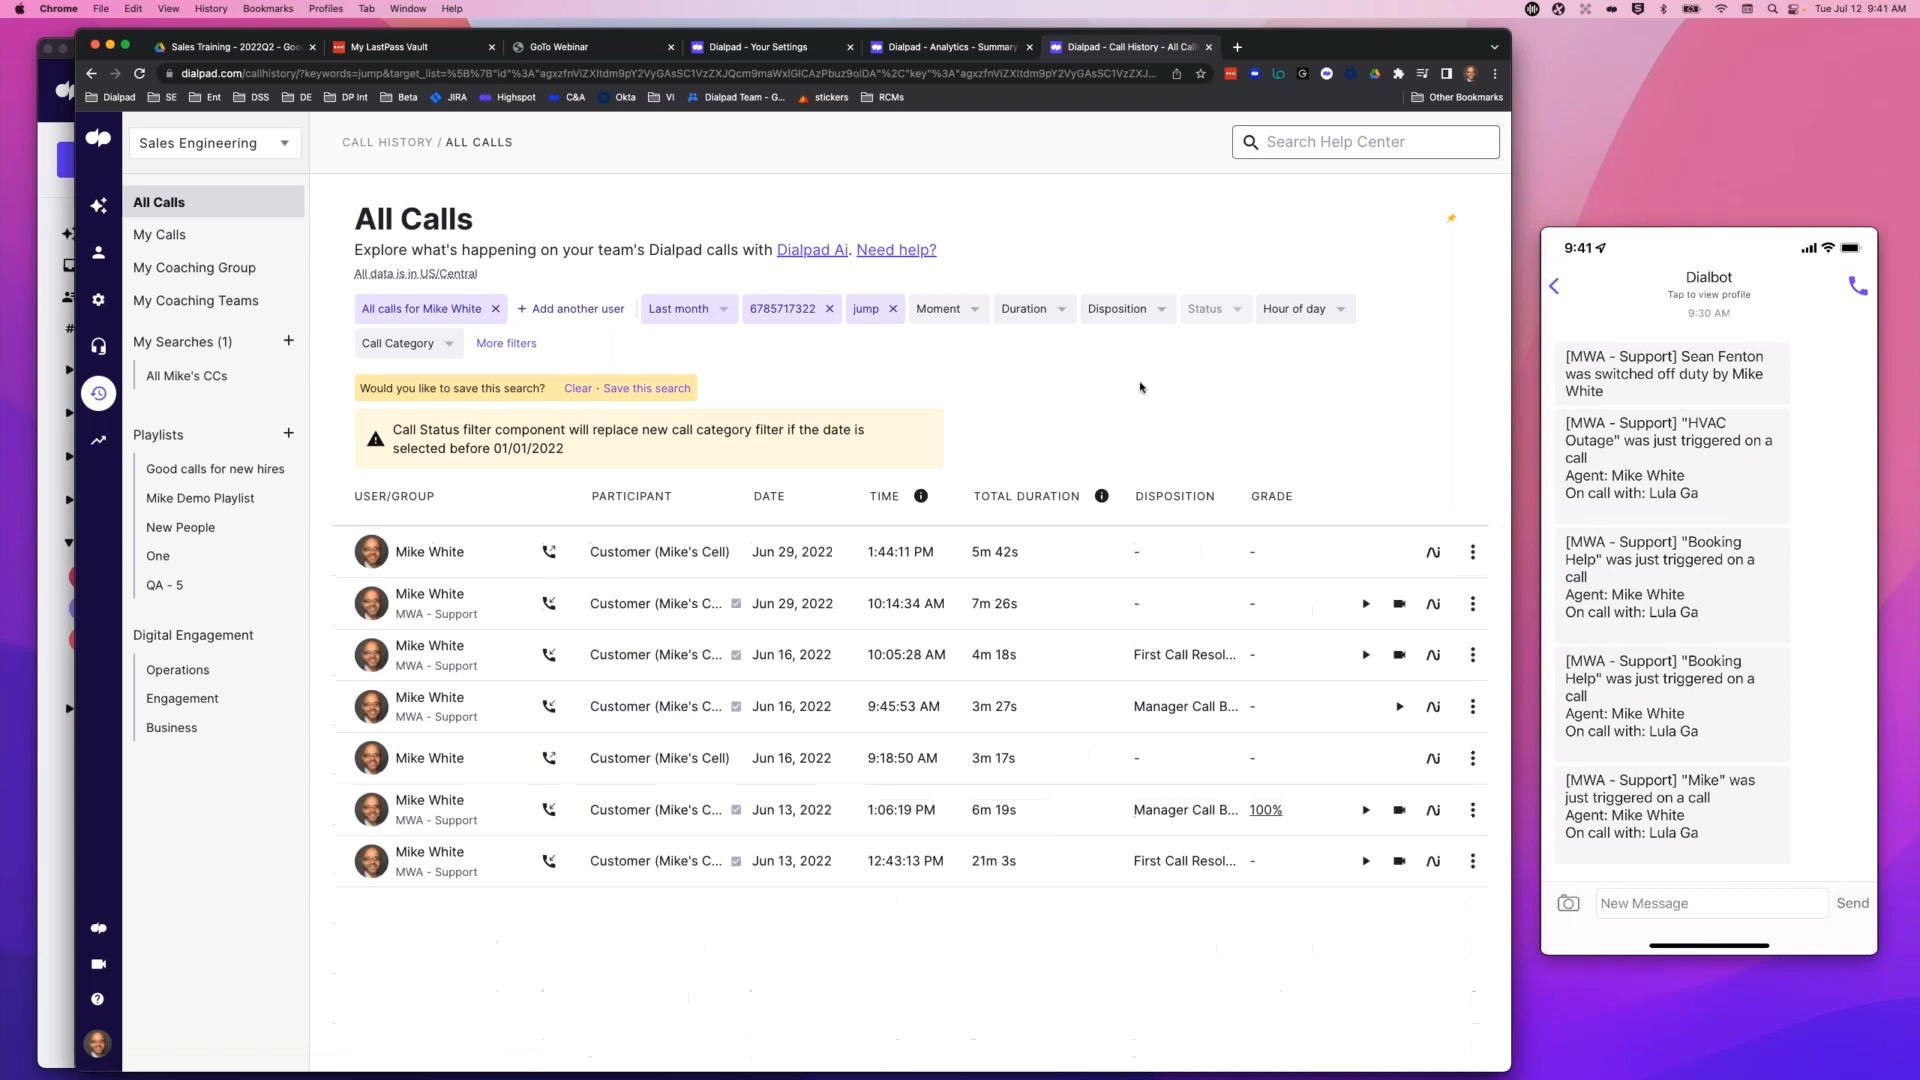 Chrome File Edit View History Bookmarks Profiles Tab Window Help
Tue Jul 12 9:41 AM
Sales Training - 2022Q2 - Goo
My LastPass Vault
GoTo Webinar
Dialpad - Your Settings
Dialpad - Analytics - Summary
Dialpad - Call History - All Call
dialpad.com/callhistory/?keywords=jump&target_list=%5B%7B"id"%3A"agxzfnViZXItdm9pY2VyGAsSC1VzZXJQcm9maWxlGICAzPbuz9oIDA"%2C"key"%3A"agxzfnViZXItdm9pY2VyGAsSC1VzZXJ...
Dialpad SE Ent DSS DE DP Int Beta JIRA Highspot C&A Okta VI Dialpad Team - G... stickers RCMs Other Bookmarks
Sales Engineering
CALL HISTORY / ALL CALLS
Search Help Center
All Calls
My Calls
My Coaching Group
My Coaching Teams
My Searches (1)
All Mike's CCs
Playlists
Good calls for new hires
Mike Demo Playlist
New People
One
QA - 5
Digital Engagement
Operations
Engagement
Business
All Calls
Explore what's happening on your team's Dialpad calls with Dialpad Ai. Need help?
All data is in US/Central
All calls for Mike White + Add another user Last month 6785717322 jump Moment Duration Disposition Status Hour of day
Call Category More filters
Would you like to save this search? Clear · Save this search
Call Status filter component will replace new call category filter if the date is
selected before 01/01/2022
USER/GROUP PARTICIPANT DATE TIME TOTAL DURATION DISPOSITION GRADE
Mike White Customer (Mike's Cell) Jun 29, 2022 1:44:11 PM 5m 42s - -
Mike White
MWA - Support
Customer (Mike's C... Jun 29, 2022 10:14:34 AM 7m 26s - -
Mike White
MWA - Support
Customer (Mike's C... Jun 16, 2022 10:05:28 AM 4m 18s First Call Resol... -
Mike White
MWA - Support
Customer (Mike's C... Jun 16, 2022 9:45:53 AM 3m 27s Manager Call B... -
Mike White Customer (Mike's Cell) Jun 16, 2022 9:18:50 AM 3m 17s - -
Mike White
MWA - Support
Customer (Mike's C... Jun 13, 2022 1:06:19 PM 6m 19s Manager Call B... 100%
Mike White
MWA - Support
Customer (Mike's C... Jun 13, 2022 12:43:13 PM 21m 3s First Call Resol... -
9:41
Dialbot
Tap to view profile
9:30 AM
[MWA - Support] Sean Fenton
was switched off duty by Mike
White
[MWA - Support] "HVAC
Outage" was just triggered on a
call
Agent: Mike White
On call with: Lula Ga
[MWA - Support] "Booking
Help" was just triggered on a
call
Agent: Mike White
On call with: Lula Ga
[MWA - Support] "Booking
Help" was just triggered on a
call
Agent: Mike White
On call with: Lula Ga
[MWA - Support] "Mike" was
just triggered on a call
Agent: Mike White
On call with: Lula Ga
New Message
Send